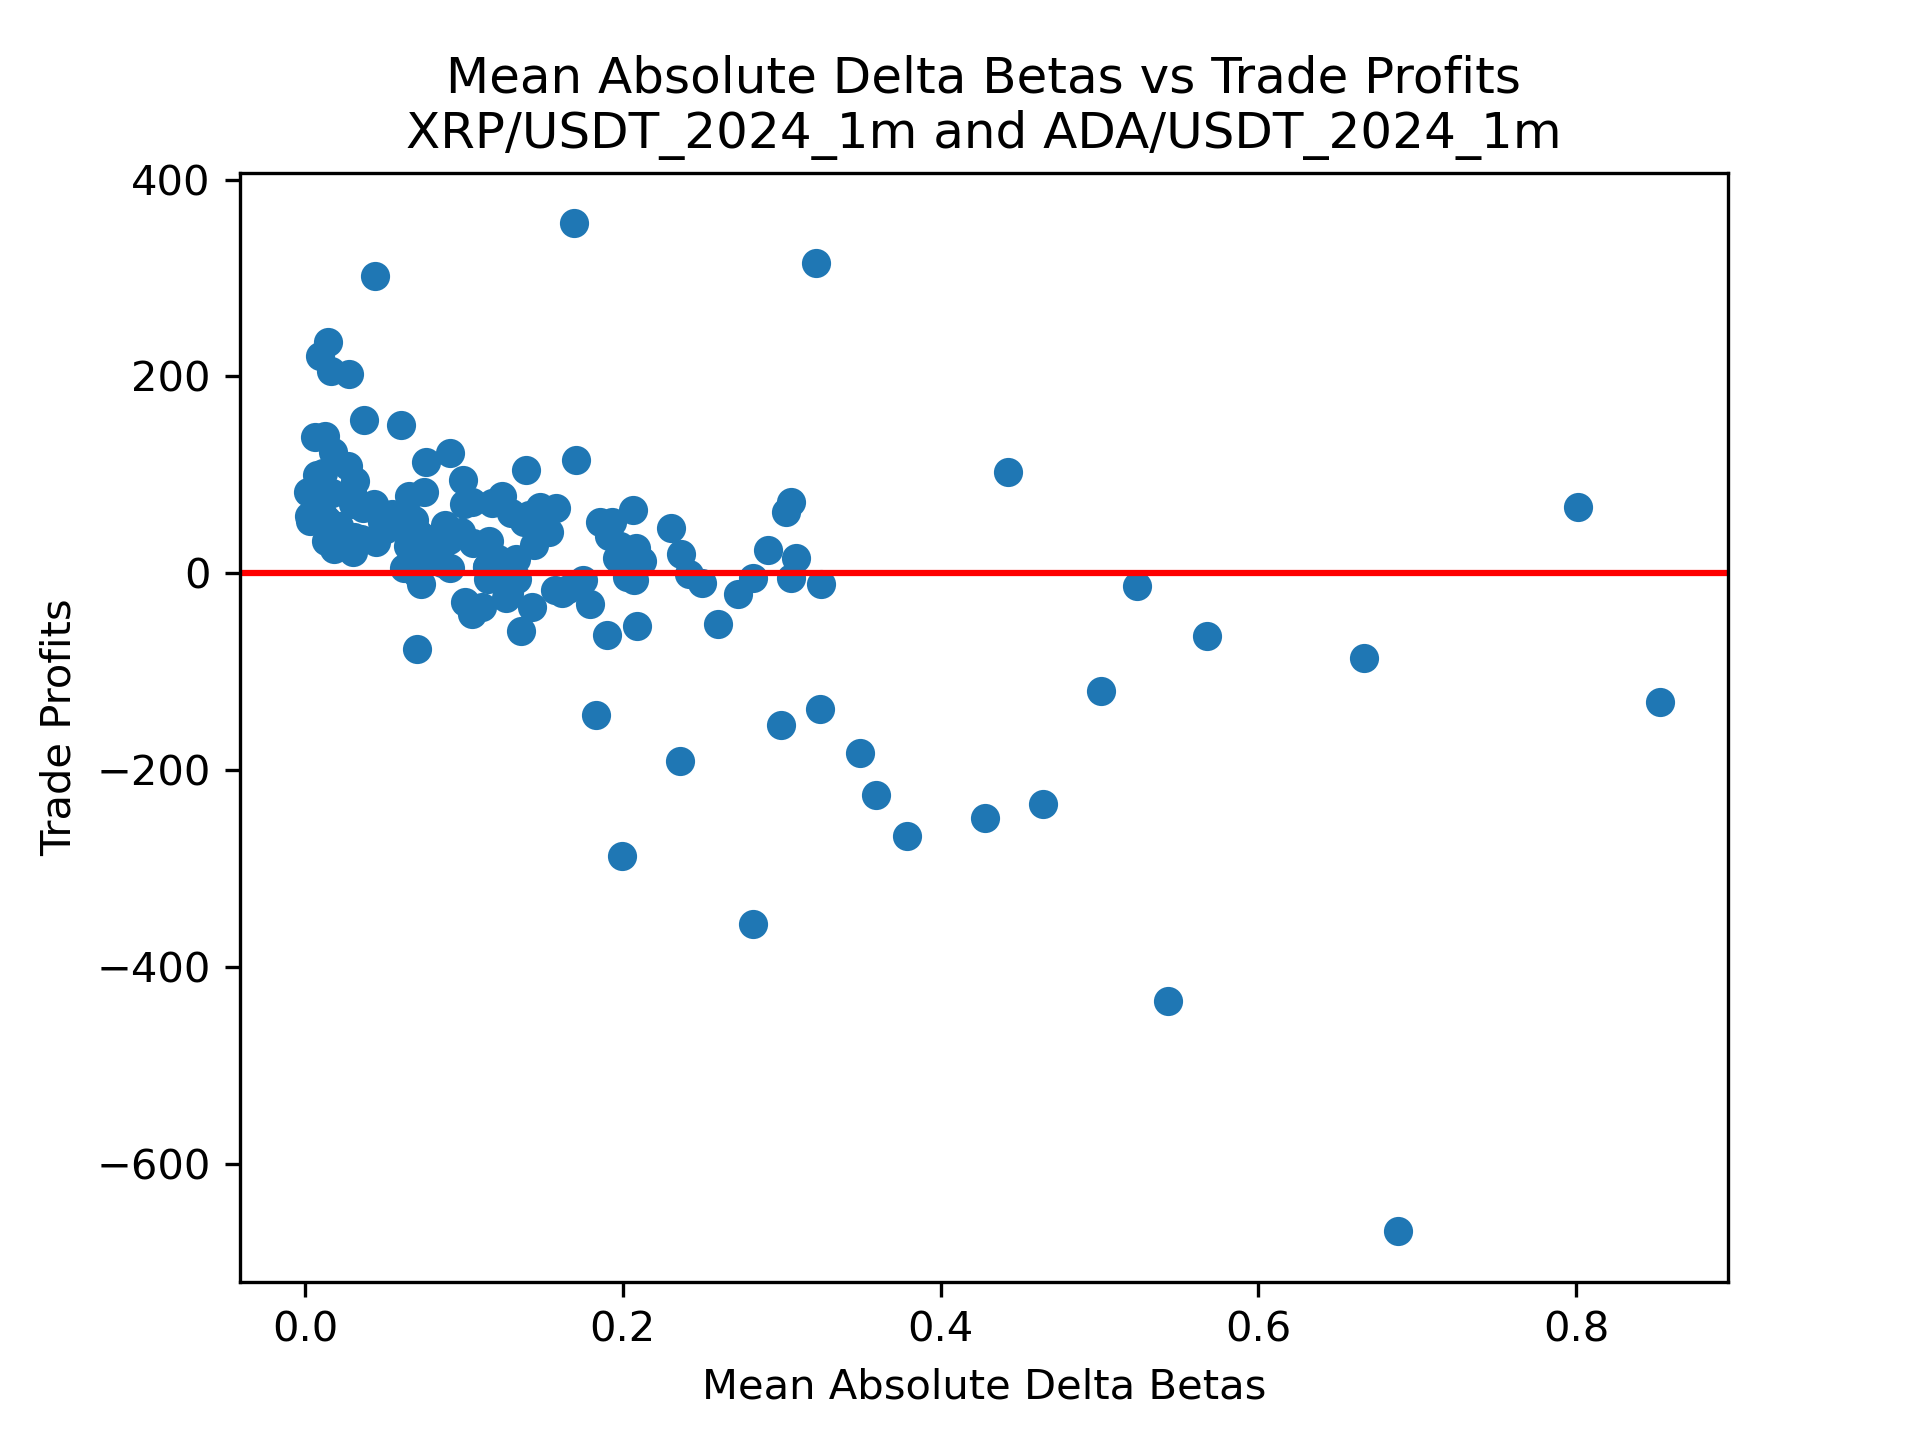 Mean Absolute Delta Betas vs Trade Profits
XRP/USDT_2024_1m and ADA/USDT_2024_1m
400
200
0
−200
−400
−600
Trade Profits
0.0 0.2 0.4 0.6 0.8
Mean Absolute Delta Betas